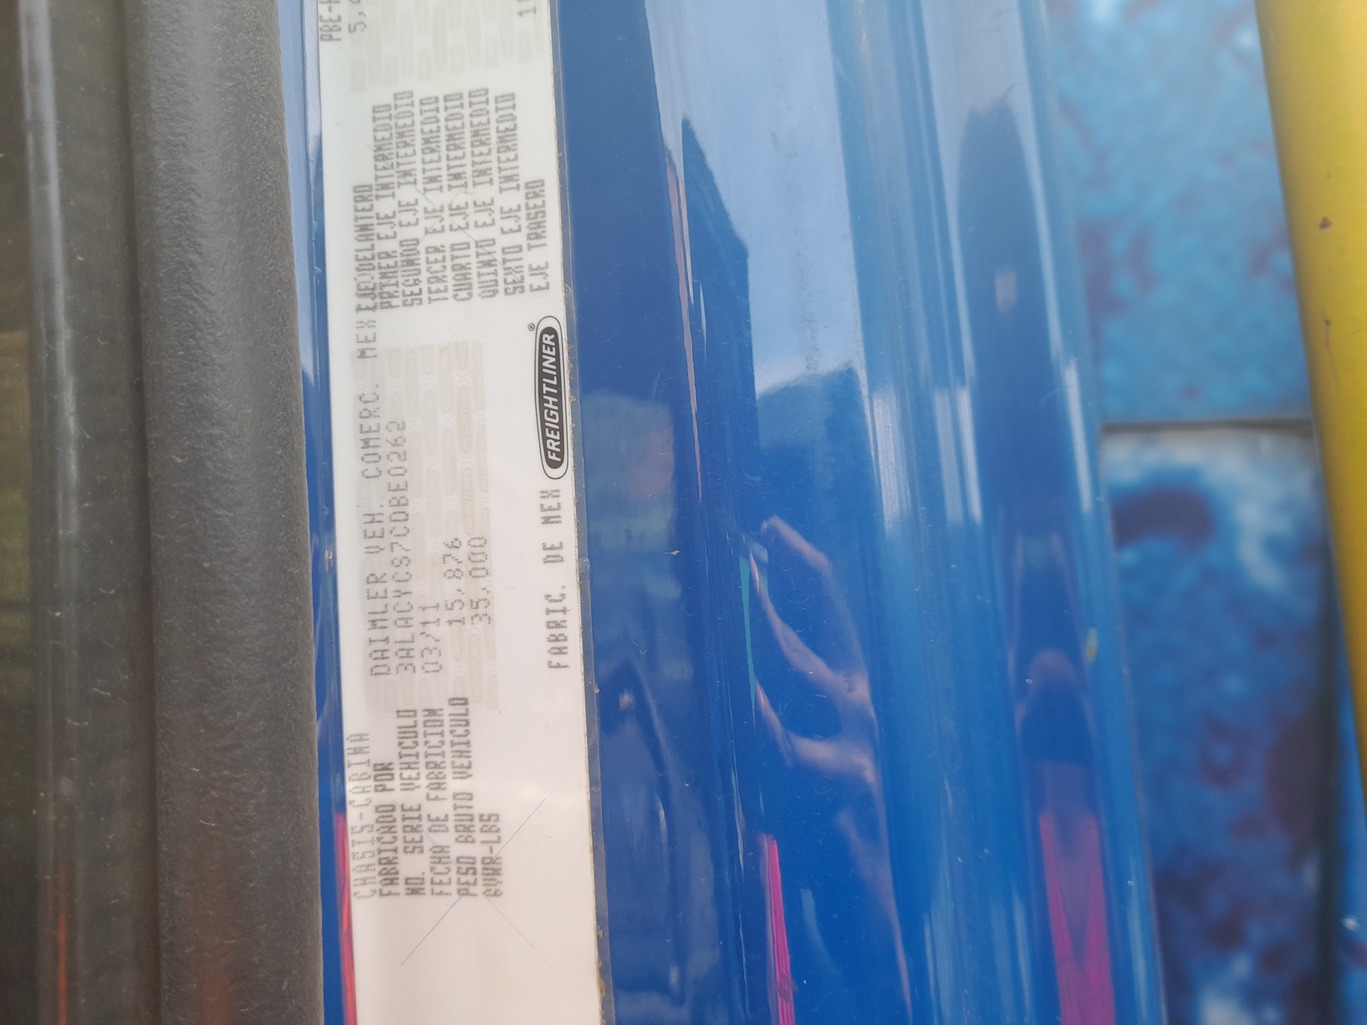 CHASIS-CABINA
FABRICADO POR DAIMLER VEH. COMERC. MEX
NO. SERIE VEHICULO 3ALACYCS7CDBE0262
FECHA DE FABRICION 03/11
PESO BRUTO VEHICULO 15,876
GVWR-LBS 35,000
FABRIC. DE MEX FREIGHTLINER®
EJE DELANTERO
PRIMER EJE INTERMEDIO
SEGUNDO EJE INTERMEDIO
TERCER EJE INTERMEDIO
CUARTO EJE INTERMEDIO
QUINTO EJE INTERMEDIO
SEXTO EJE INTERMEDIO
EJE TRASERO